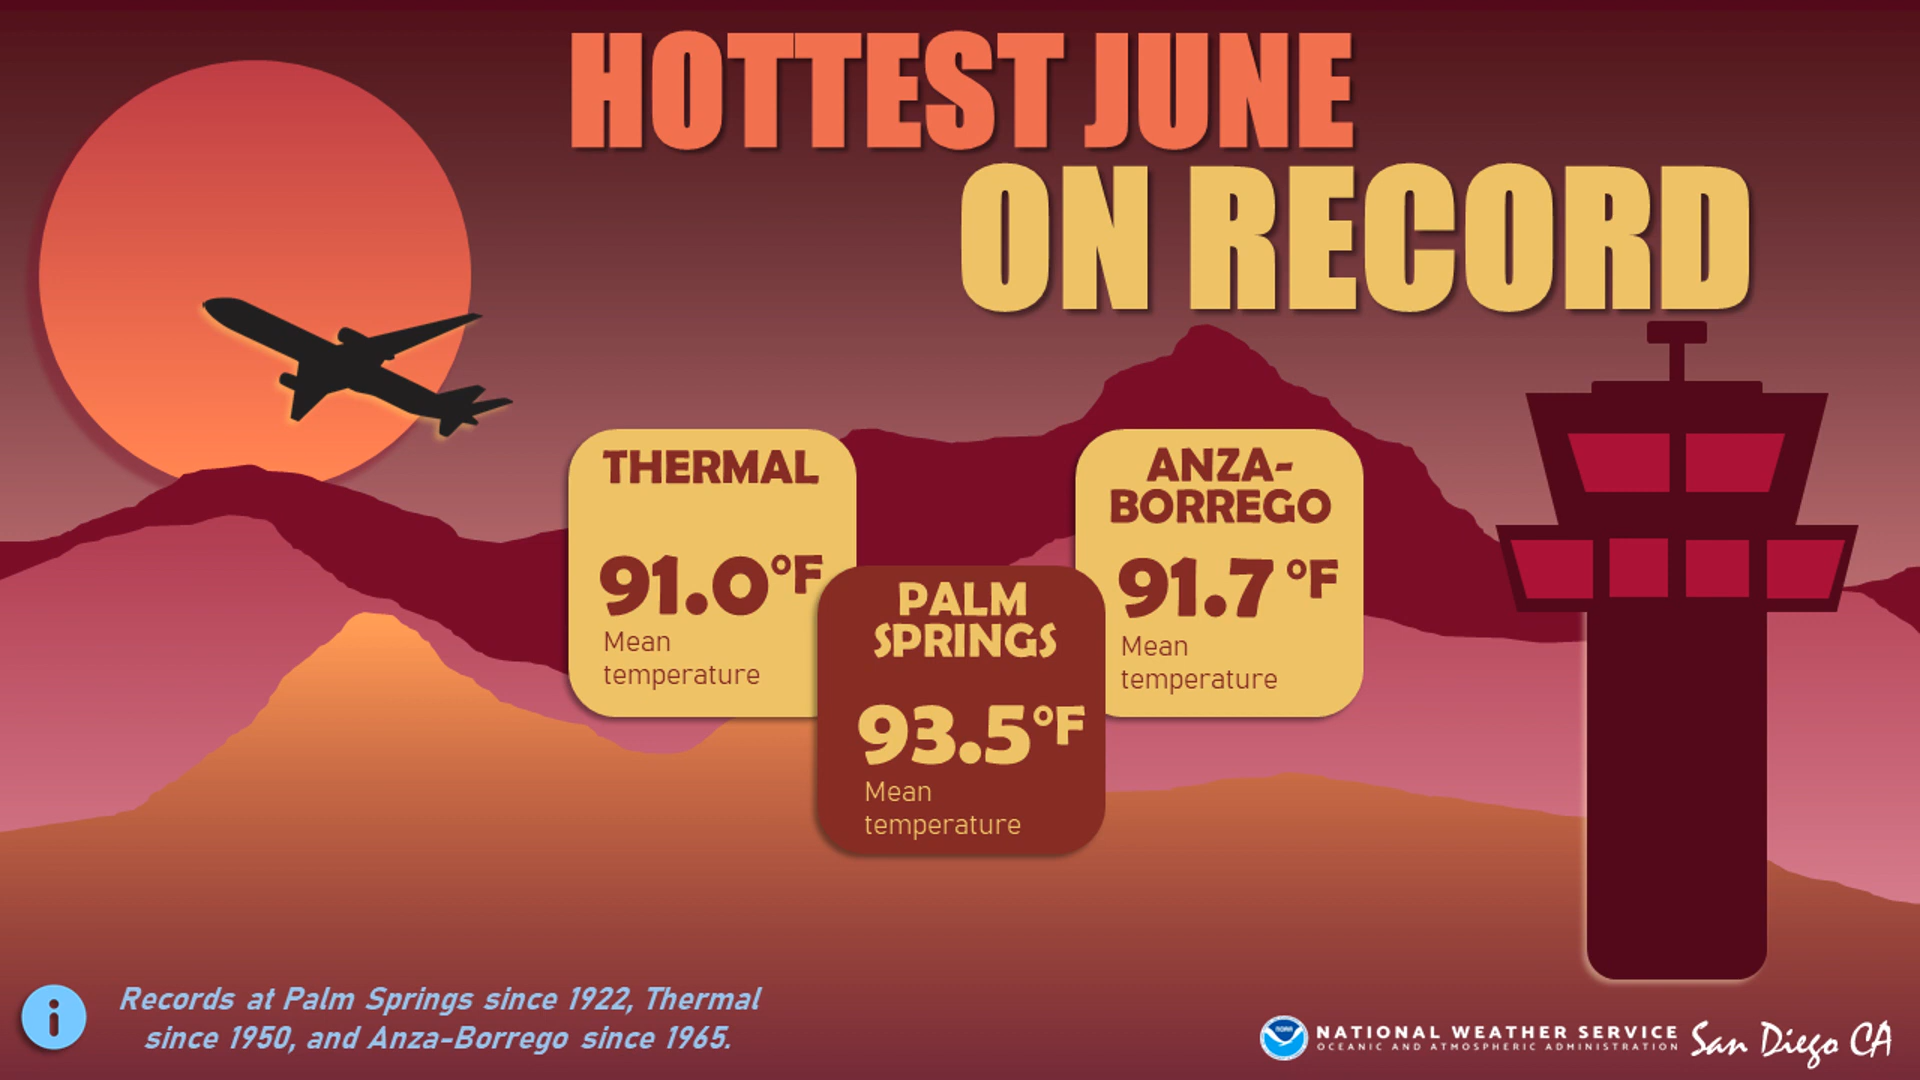 HOTTEST JUNE
ON RECORD
THERMAL
91.0°F
Mean
temperature
PALM
SPRINGS
93.5°F
Mean
temperature
ANZA-
BORREGO
91.7°F
Mean
temperature
Records at Palm Springs since 1922, Thermal
since 1950, and Anza-Borrego since 1965.
NOAA
NATIONAL WEATHER SERVICE
OCEANIC AND ATMOSPHERIC ADMINISTRATION
San Diego CA